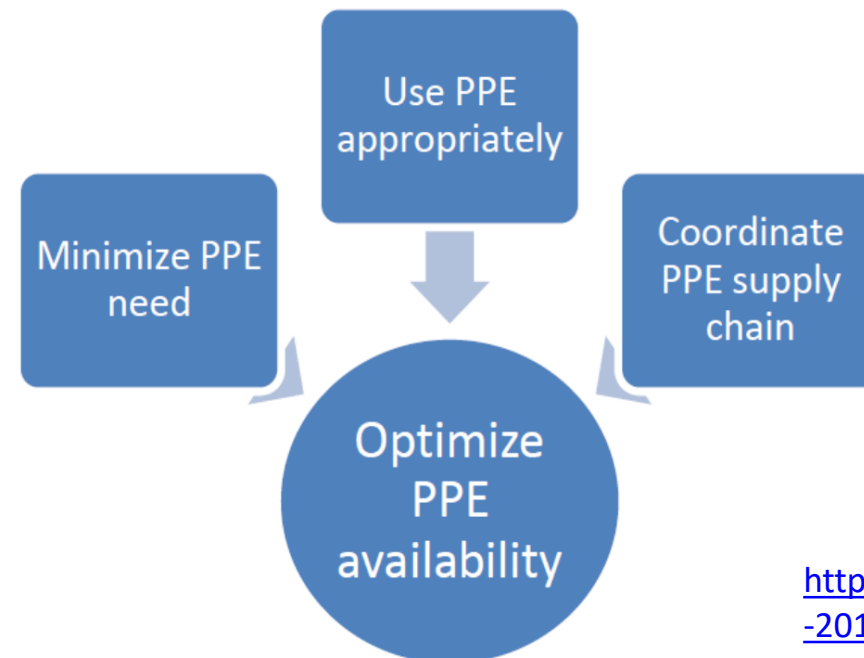 Use PPE
appropriately
Minimize PPE
need
Coordinate
PPE supply
chain
Optimize
PPE
availability
http
-201